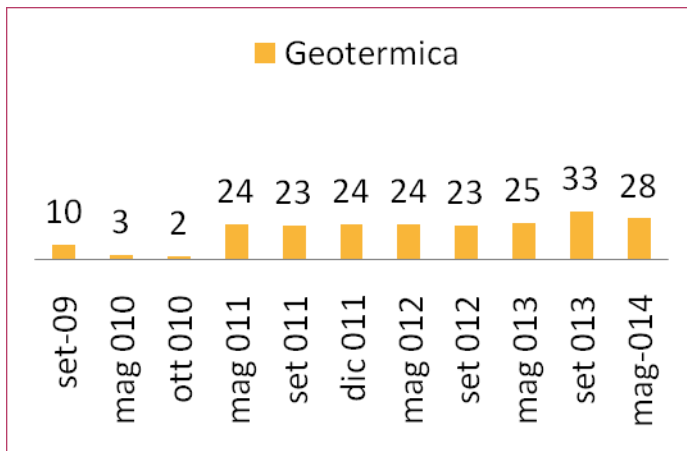 Geotermica
10 3 2 24 23 24 24 23 25 33 28
set-09
mag 010
ott 010
mag 011
set 011
dic 011
mag 012
set 012
mag 013
set 013
mag-014